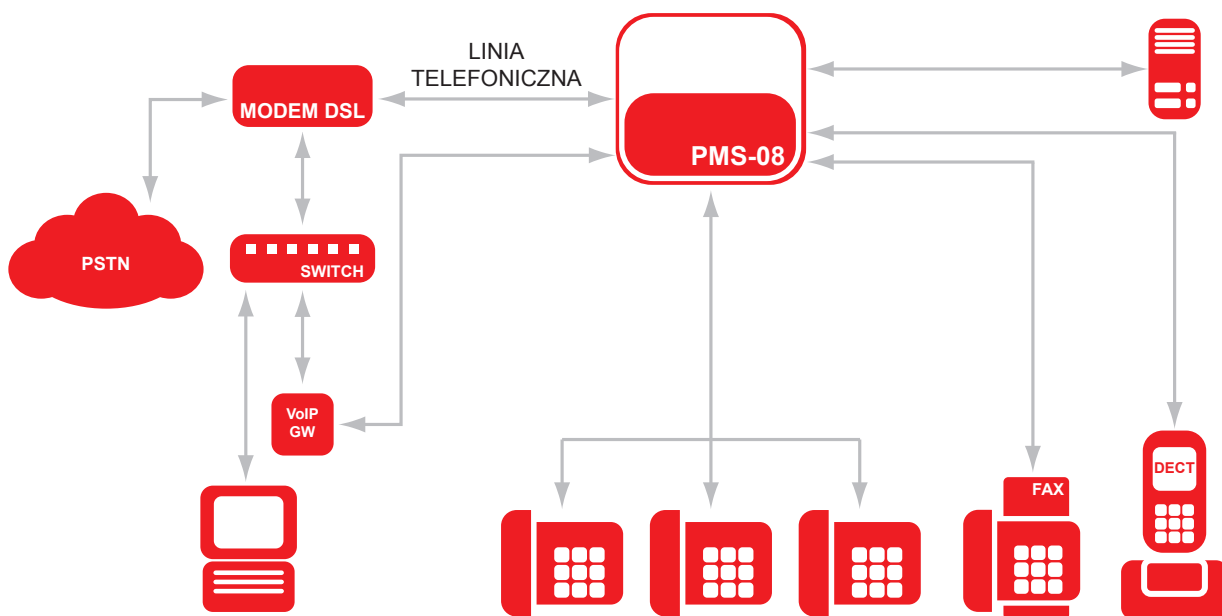 LINIA
TELEFONICZNA
MODEM DSL
PMS-08
PSTN
SWITCH
VoIP
GW
DECT
FAX